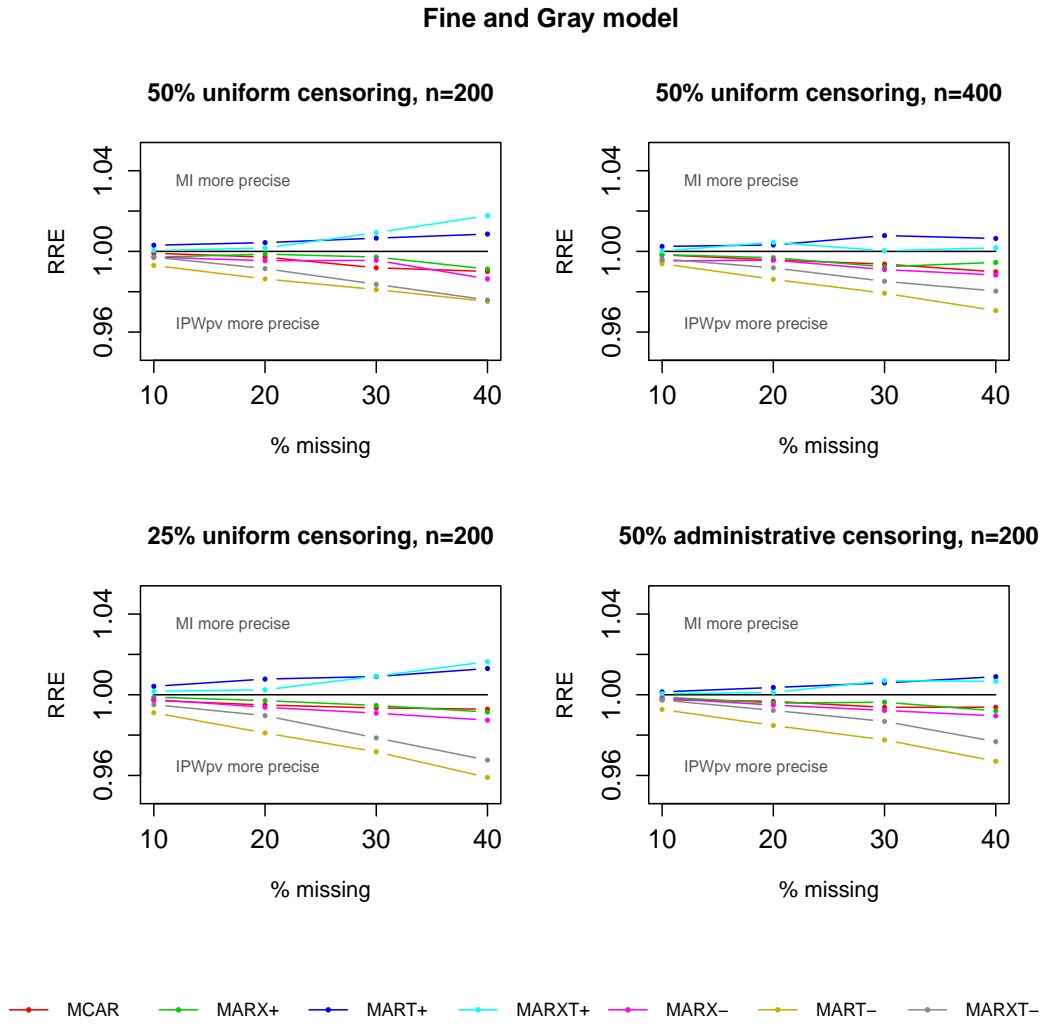 Fine and Gray model
50% uniform censoring, n=200
50% uniform censoring, n=400
RRE
1.04
1.00
0.96
MI more precise
IPWpv more precise
10 20 30 40
% missing
RRE
1.04
1.00
0.96
MI more precise
IPWpv more precise
10 20 30 40
% missing
25% uniform censoring, n=200
50% administrative censoring, n=200
RRE
1.04
1.00
0.96
MI more precise
IPWpv more precise
10 20 30 40
% missing
RRE
1.04
1.00
0.96
MI more precise
IPWpv more precise
10 20 30 40
% missing
MCAR MARX+ MART+ MARXT+ MARX− MART− MARXT−